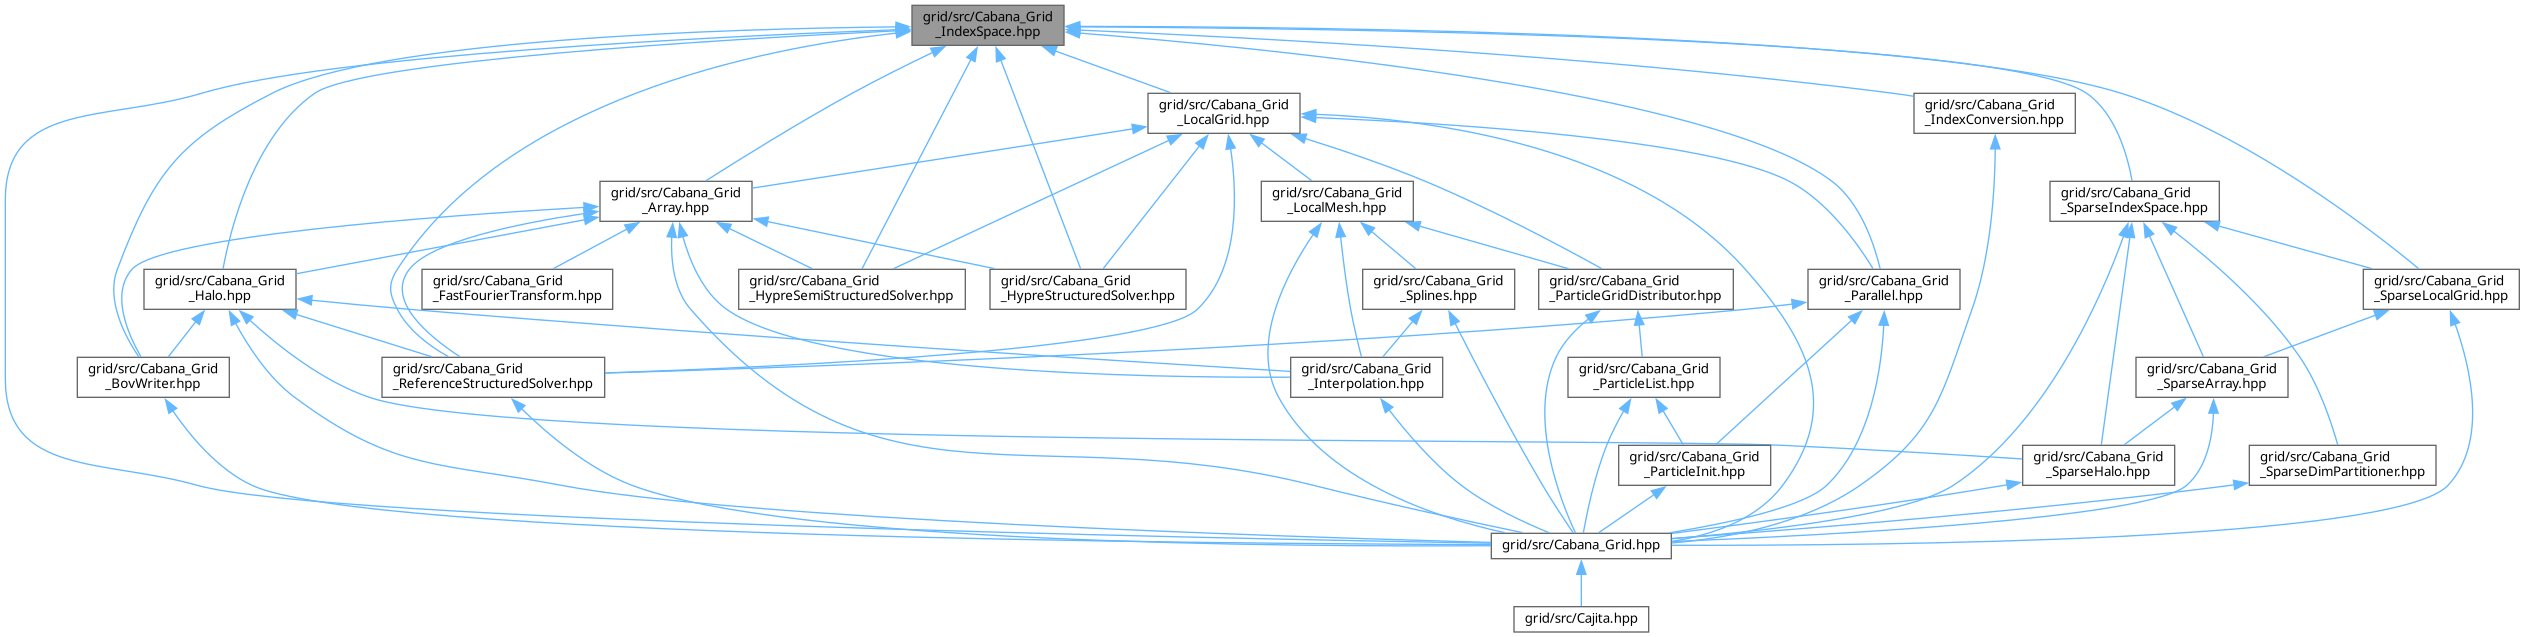 grid/src/Cabana_Grid
_IndexSpace.hpp
grid/src/Cabana_Grid
_LocalGrid.hpp
grid/src/Cabana_Grid
_IndexConversion.hpp
grid/src/Cabana_Grid
_Array.hpp
grid/src/Cabana_Grid
_LocalMesh.hpp
grid/src/Cabana_Grid
_SparseIndexSpace.hpp
grid/src/Cabana_Grid
_Halo.hpp
grid/src/Cabana_Grid
_FastFourierTransform.hpp
grid/src/Cabana_Grid
_HypreSemiStructuredSolver.hpp
grid/src/Cabana_Grid
_HypreStructuredSolver.hpp
grid/src/Cabana_Grid
_Splines.hpp
grid/src/Cabana_Grid
_ParticleGridDistributor.hpp
grid/src/Cabana_Grid
_Parallel.hpp
grid/src/Cabana_Grid
_SparseLocalGrid.hpp
grid/src/Cabana_Grid
_BovWriter.hpp
grid/src/Cabana_Grid
_ReferenceStructuredSolver.hpp
grid/src/Cabana_Grid
_Interpolation.hpp
grid/src/Cabana_Grid
_ParticleList.hpp
grid/src/Cabana_Grid
_SparseArray.hpp
grid/src/Cabana_Grid
_ParticleInit.hpp
grid/src/Cabana_Grid
_SparseHalo.hpp
grid/src/Cabana_Grid
_SparseDimPartitioner.hpp
grid/src/Cabana_Grid.hpp
grid/src/Cajita.hpp